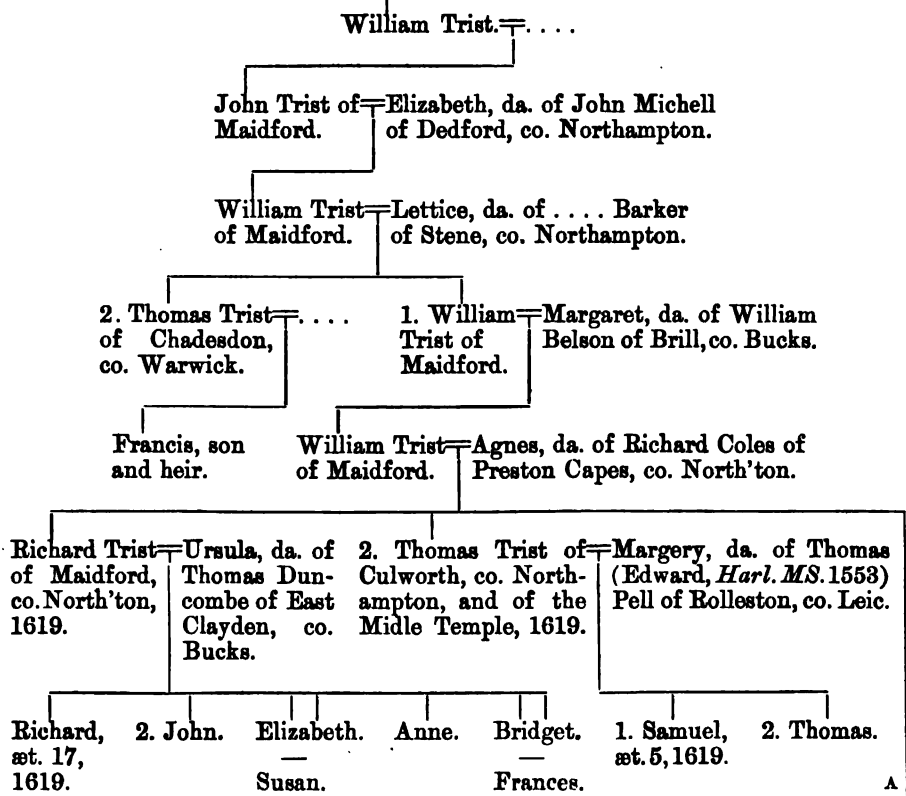 William Trist.=. . . .
John Trist of=Elizabeth, da. of John Michell
Maidford. of Dedford, co. Northampton.
William Trist=Lettice, da. of . . . . Barker
of Maidford. of Stene, co. Northampton.
2. Thomas Trist=. . . .
of Chadesdon,
co. Warwick.
1. William=Margaret, da. of William
Trist of Belson of Brill, co. Bucks.
Maidford.
Francis, son
and heir.
William Trist=Agnes, da. of Richard Coles of
of Maidford. Preston Capes, co. North'ton.
Richard Trist=Ursula, da. of
of Maidford, Thomas Dun-
co. North'ton, combe of East
1619. Clayden, co.
Bucks.
2. Thomas Trist of=Margery, da. of Thomas
Culworth, co. North- (Edward, Harl. MS. 1553)
ampton, and of the Pell of Rolleston, co. Leic.
Midle Temple, 1619.
Richard,
æt. 17,
1619.
2. John.
Elizabeth.
—
Susan.
Anne.
Bridget.
—
Frances.
1. Samuel,
æt. 5, 1619.
2. Thomas.
A